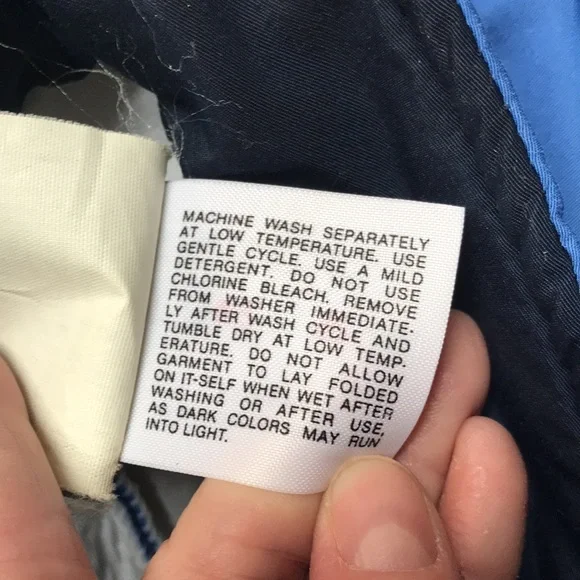 MACHINE WASH SEPARATELY
AT LOW TEMPERATURE. USE
GENTLE CYCLE. USE A MILD
DETERGENT. DO NOT USE
CHLORINE BLEACH. REMOVE
FROM WASHER IMMEDIATE-
LY AFTER WASH CYCLE AND
TUMBLE DRY AT LOW TEMP-
ERATURE. DO NOT ALLOW
GARMENT TO LAY FOLDED
ON IT-SELF WHEN WET AFTER
WASHING OR AFTER USE,
AS DARK COLORS MAY RUN
INTO LIGHT.